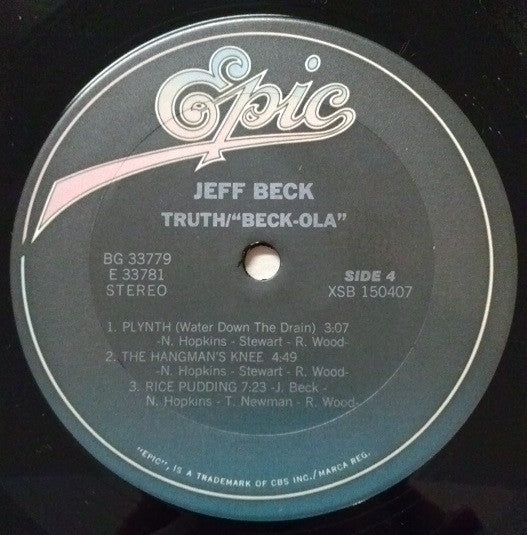 Epic
JEFF BECK
TRUTH/"BECK-OLA"
BG 33779
E 33781
STEREO
SIDE 4
XSB 150407
1. PLYNTH (Water Down The Drain) 3:07
-N. Hopkins - Stewart - R. Wood-
2. THE HANGMAN'S KNEE 4:49
-N. Hopkins - Stewart - R. Wood-
3. RICE PUDDING 7:23 -J. Beck -
N. Hopkins - T. Newman - R. Wood-
"EPIC", IS A TRADEMARK OF CBS INC./MARCA REG.